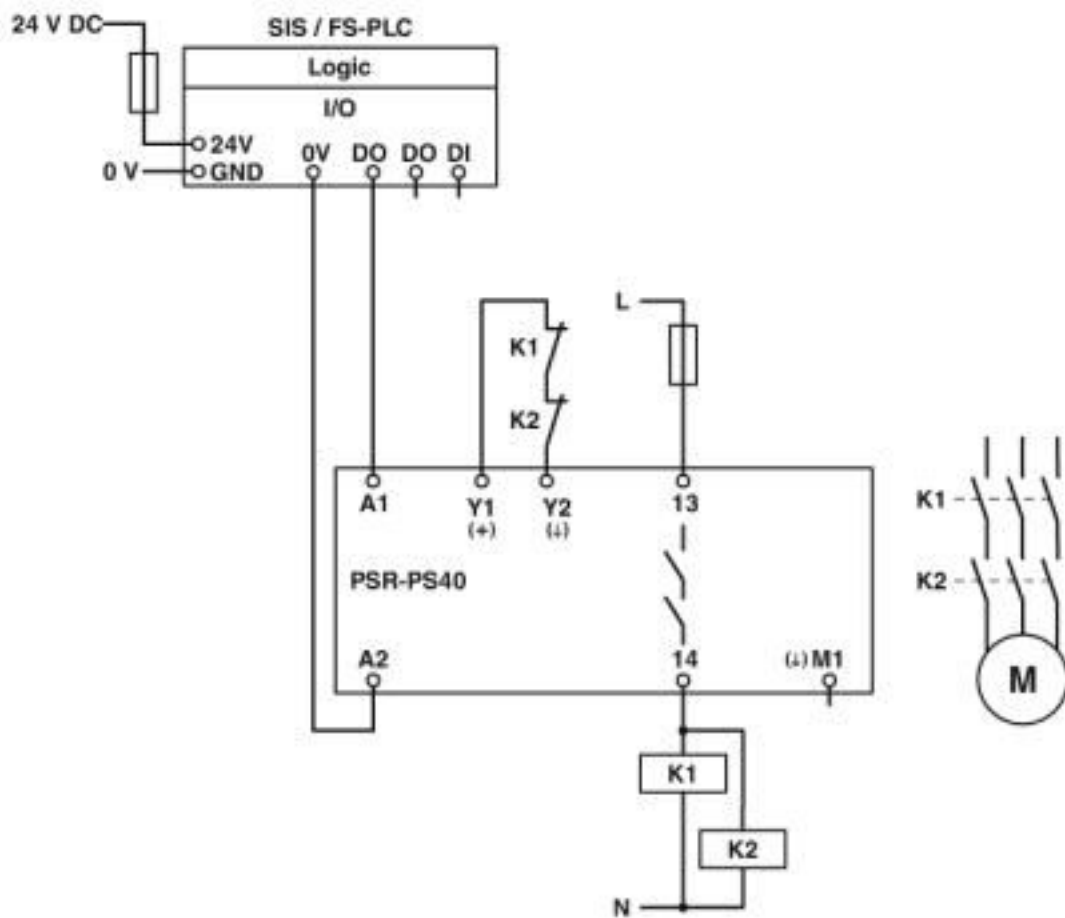 24 V DC
SIS / FS-PLC
Logic
I/O
24V
0V DO DO DI
0 V
GND
L
K1
K2
A1
Y1
(+)
Y2
(↓)
13
PSR-PS40
A2
14
(↓) M1
K1
K2
M
K1
K2
N